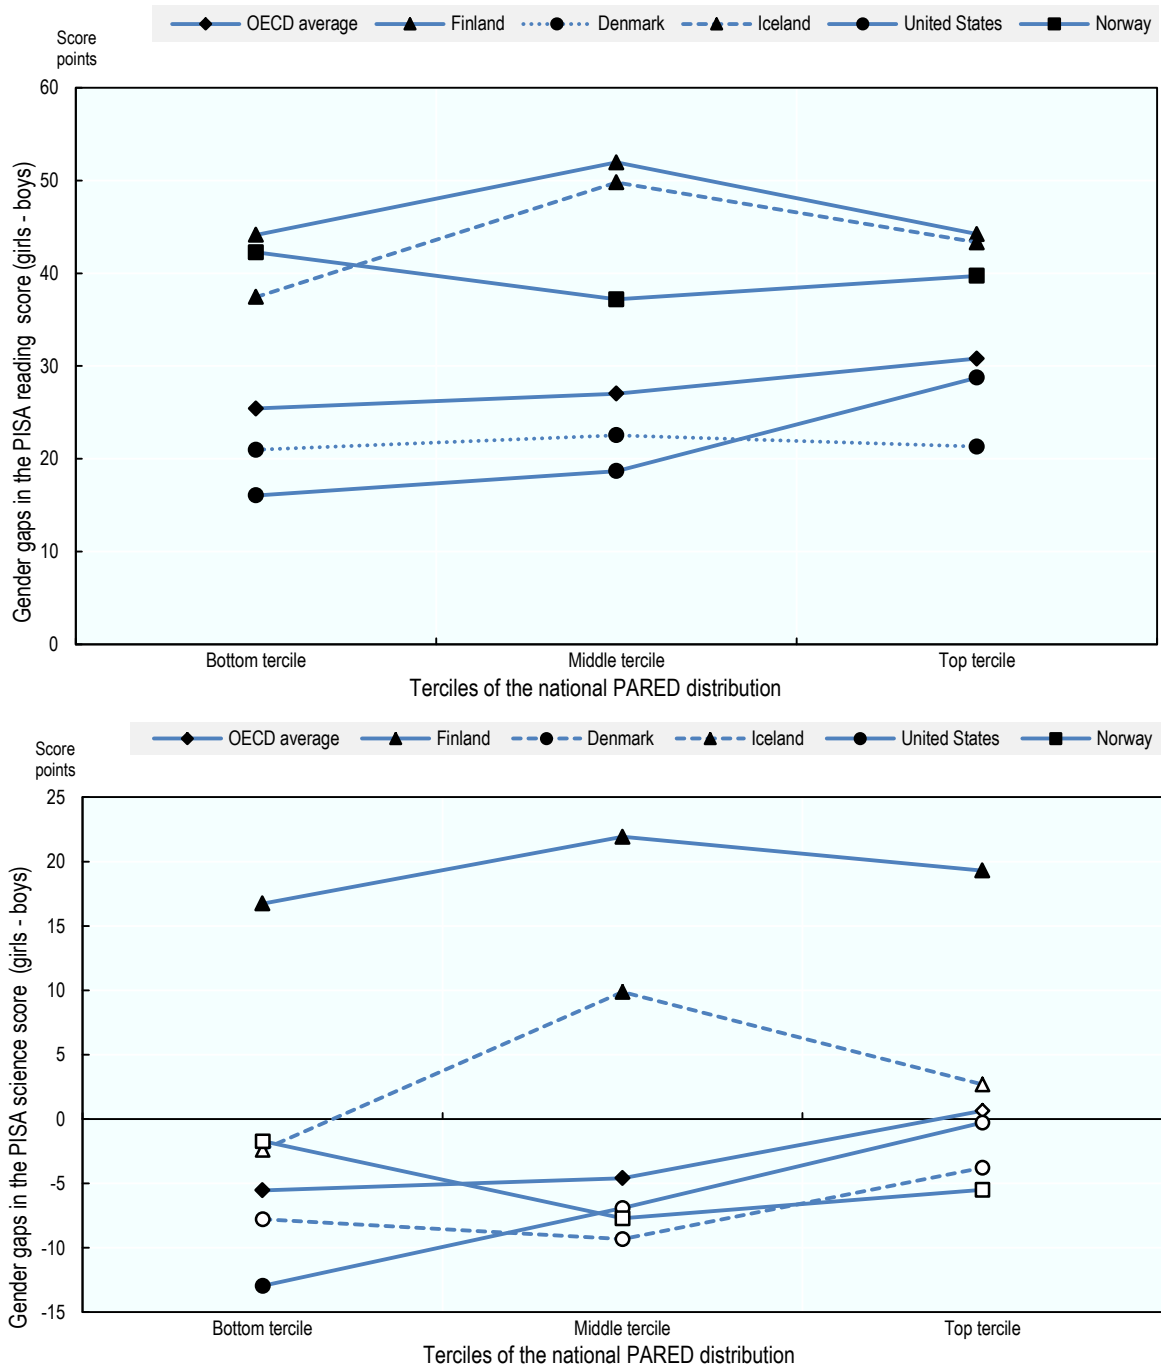 OECD average Finland Denmark Iceland United States Norway
Score
points
60
50
40
30
20
10
0
Gender gaps in the PISA reading score (girls - boys)
Bottom tercile Middle tercile Top tercile
Terciles of the national PARED distribution
OECD average Finland Denmark Iceland United States Norway
Score
points
25
20
15
10
5
0
-5
-10
-15
Gender gaps in the PISA science score (girls - boys)
Bottom tercile Middle tercile Top tercile
Terciles of the national PARED distribution